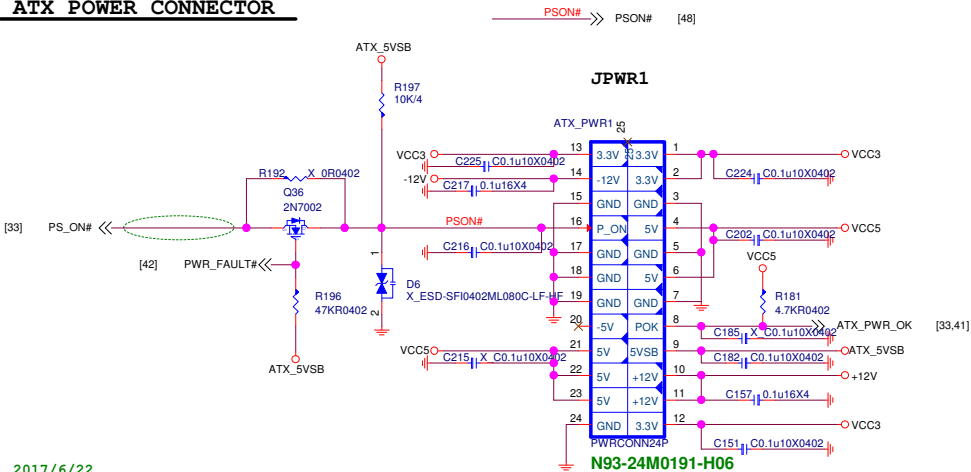 ATX POWER CONNECTOR
PSON# PSON# [48]
ATX_5VSB
R197
10K/4
JPWR1
ATX_PWR1
25
25
VCC3 13 3.3V 3.3V 1 VCC3
C225 C0.1u10X0402
-12V 14 -12V 3.3V 2
C224 C0.1u10X0402
C217 0.1u16X4
R192 X_0R0402
Q36
2N7002
15 GND GND 3
[33] PS_ON# PSON# 16 P_ON 5V 4 VCC5
C216 C0.1u10X0402
C202 C0.1u10X0402
17 GND GND 5
VCC5
[42] PWR_FAULT#
1
18 GND 5V 6
D6
X_ESD-SFI0402ML080C-LF-HF
2
R196
47KR0402
19 GND GND 7
R181
4.7KR0402
20 -5V POK 8 ATX_PWR_OK [33,41]
C185 X_C0.1u10X0402
VCC5 21 5V 5VSB 9 ATX_5VSB
C215 X_C0.1u10X0402
C182 C0.1u10X0402
ATX_5VSB
22 5V +12V 10 +12V
23 5V +12V 11
C157 0.1u16X4
24 GND 3.3V 12 VCC3
PWRCONN24P
C151 C0.1u10X0402
N93-24M0191-H06
2017/6/22